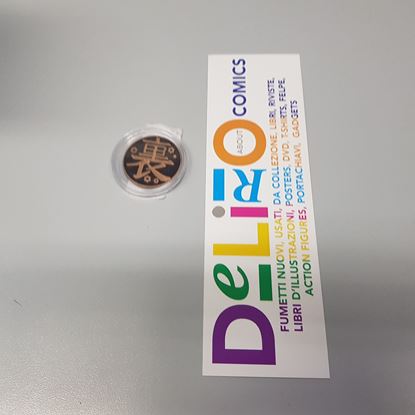 DeLiRiO
ABOUT
COMICS
FUMETTI NUOVI, USATI, DA COLLEZIONE, LIBRI, RIVISTE,
LIBRI D'ILLUSTRAZIONI, POSTERS, DVD, T-SHIRTS, FELPE,
ACTION FIGURES, PORTACHIAVI, GADGETS